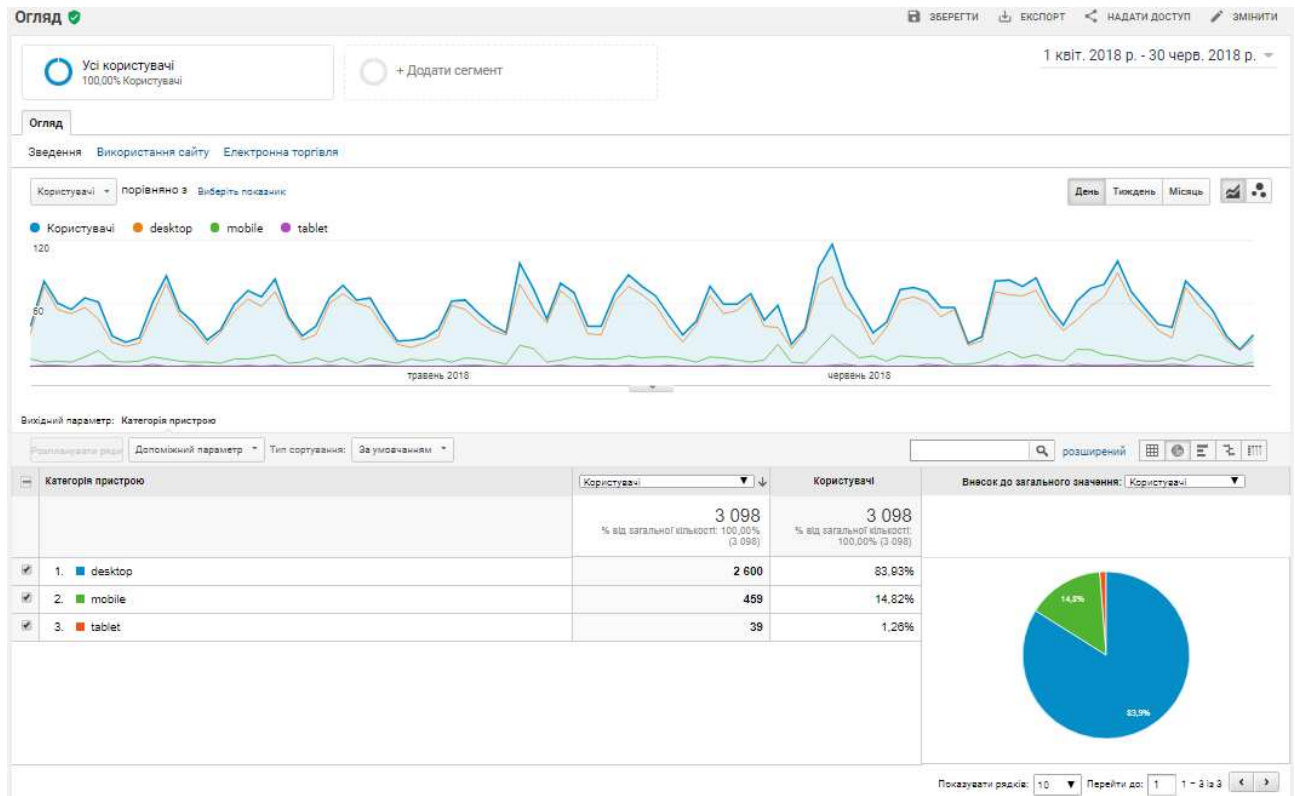 Огляд
ЗБЕРЕГТИ ЕКСПОРТ НАДАТИ ДОСТУП ЗМІНИТИ
Усі користувачі
100,00% Користувачі
+ Додати сегмент
1 квіт. 2018 р. - 30 черв. 2018 р.
Огляд
Зведення Використання сайту Електронна торгівля
Користувачі порівняно з Виберіть показник
День Тиждень Місяць
Користувачі desktop mobile tablet
120
60
травень 2018 червень 2018
Вихідний параметр: Категорія пристрою
Розпланувати ряди Допоміжний параметр Тип сортування: За умовчанням
розширений
Категорія пристрою Користувачі Користувачі Внесок до загального значення: Користувачі
3 098 3 098
% від загальної кількості: 100,00% (3 098)
% від загальної кількості: 100,00% (3 098)
1. desktop 2 600 83,93%
2. mobile 459 14,82%
3. tablet 39 1,26%
14,8%
83,9%
Показувати рядків: 10 Перейти до: 1 1 – 3 із 3